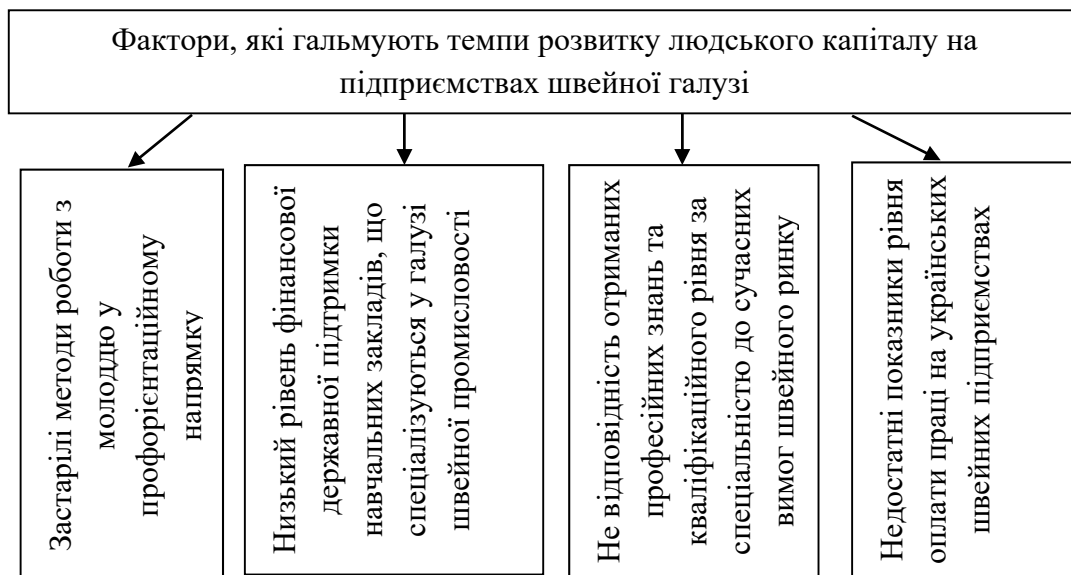 Фактори, які гальмують темпи розвитку людського капіталу на
підприємствах швейної галузі
Застарілі методи роботи з
молоддю у
профорієнтаційному
напрямку
Низький рівень фінансової
державної підтримки
навчальних закладів, що
спеціалізуються у галузі
швейної промисловості
Не відповідність отриманих
професійних знань та
кваліфікаційного рівня за
спеціальністю до сучасних
вимог швейного ринку
Недостатні показники рівня
оплати праці на українських
швейних підприємствах